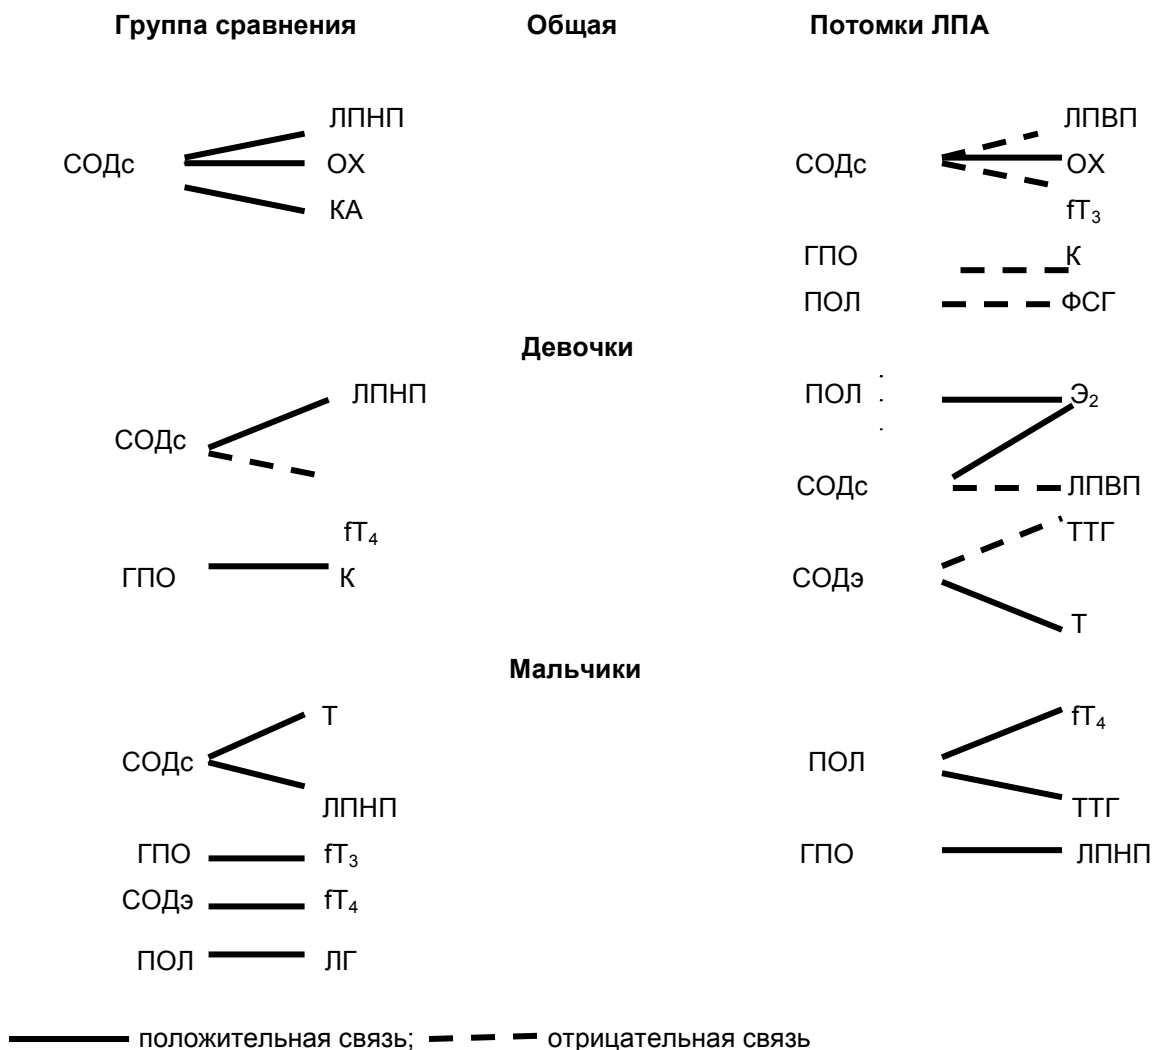 Группа сравнения Общая Потомки ЛПА
ЛПНП ЛПВП
СОДс ОХ СОДс ОХ
КА fT₃
ГПО К
ПОЛ ФСГ
Девочки
ЛПНП ПОЛ Э₂
СОДс
СОДс ЛПВП
fT₄ ТТГ
ГПО К СОДэ
Т
Мальчики
Т fT₄
СОДс ПОЛ
ЛПНП ТТГ
ГПО fT₃ ГПО ЛПНП
СОДэ fT₄
ПОЛ ЛГ
положительная связь; отрицательная связь